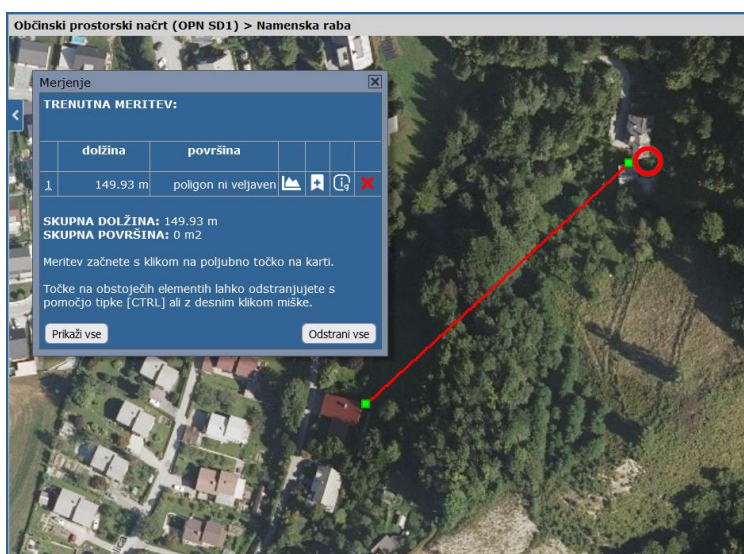 Občinski prostorski načrt (OPN SD1) > Namenska raba
Merjenje
TRENUTNA MERITEV:
dolžina površina
1 149.93 m poligon ni veljaven
SKUPNA DOLŽINA: 149.93 m
SKUPNA POVRŠINA: 0 m2
Meritev začnete s klikom na poljubno točko na karti.
Točke na obstoječih elementih lahko odstranjujete s
pomočjo tipke [CTRL] ali z desnim klikom miške.
Prikaži vse Odstrani vse